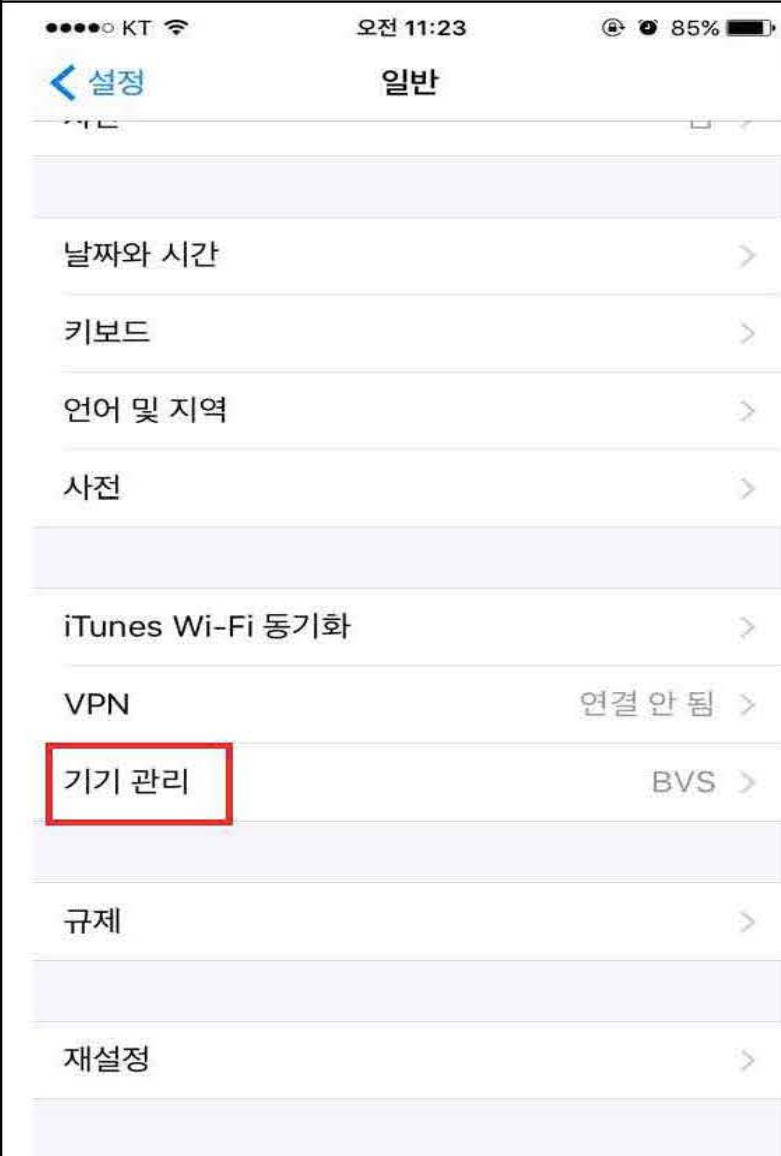 KT 오전 11:23 85%
설정 일반
날짜와 시간
키보드
언어 및 지역
사전
iTunes Wi-Fi 동기화
VPN 연결 안 됨
기기 관리 BVS
규제
재설정